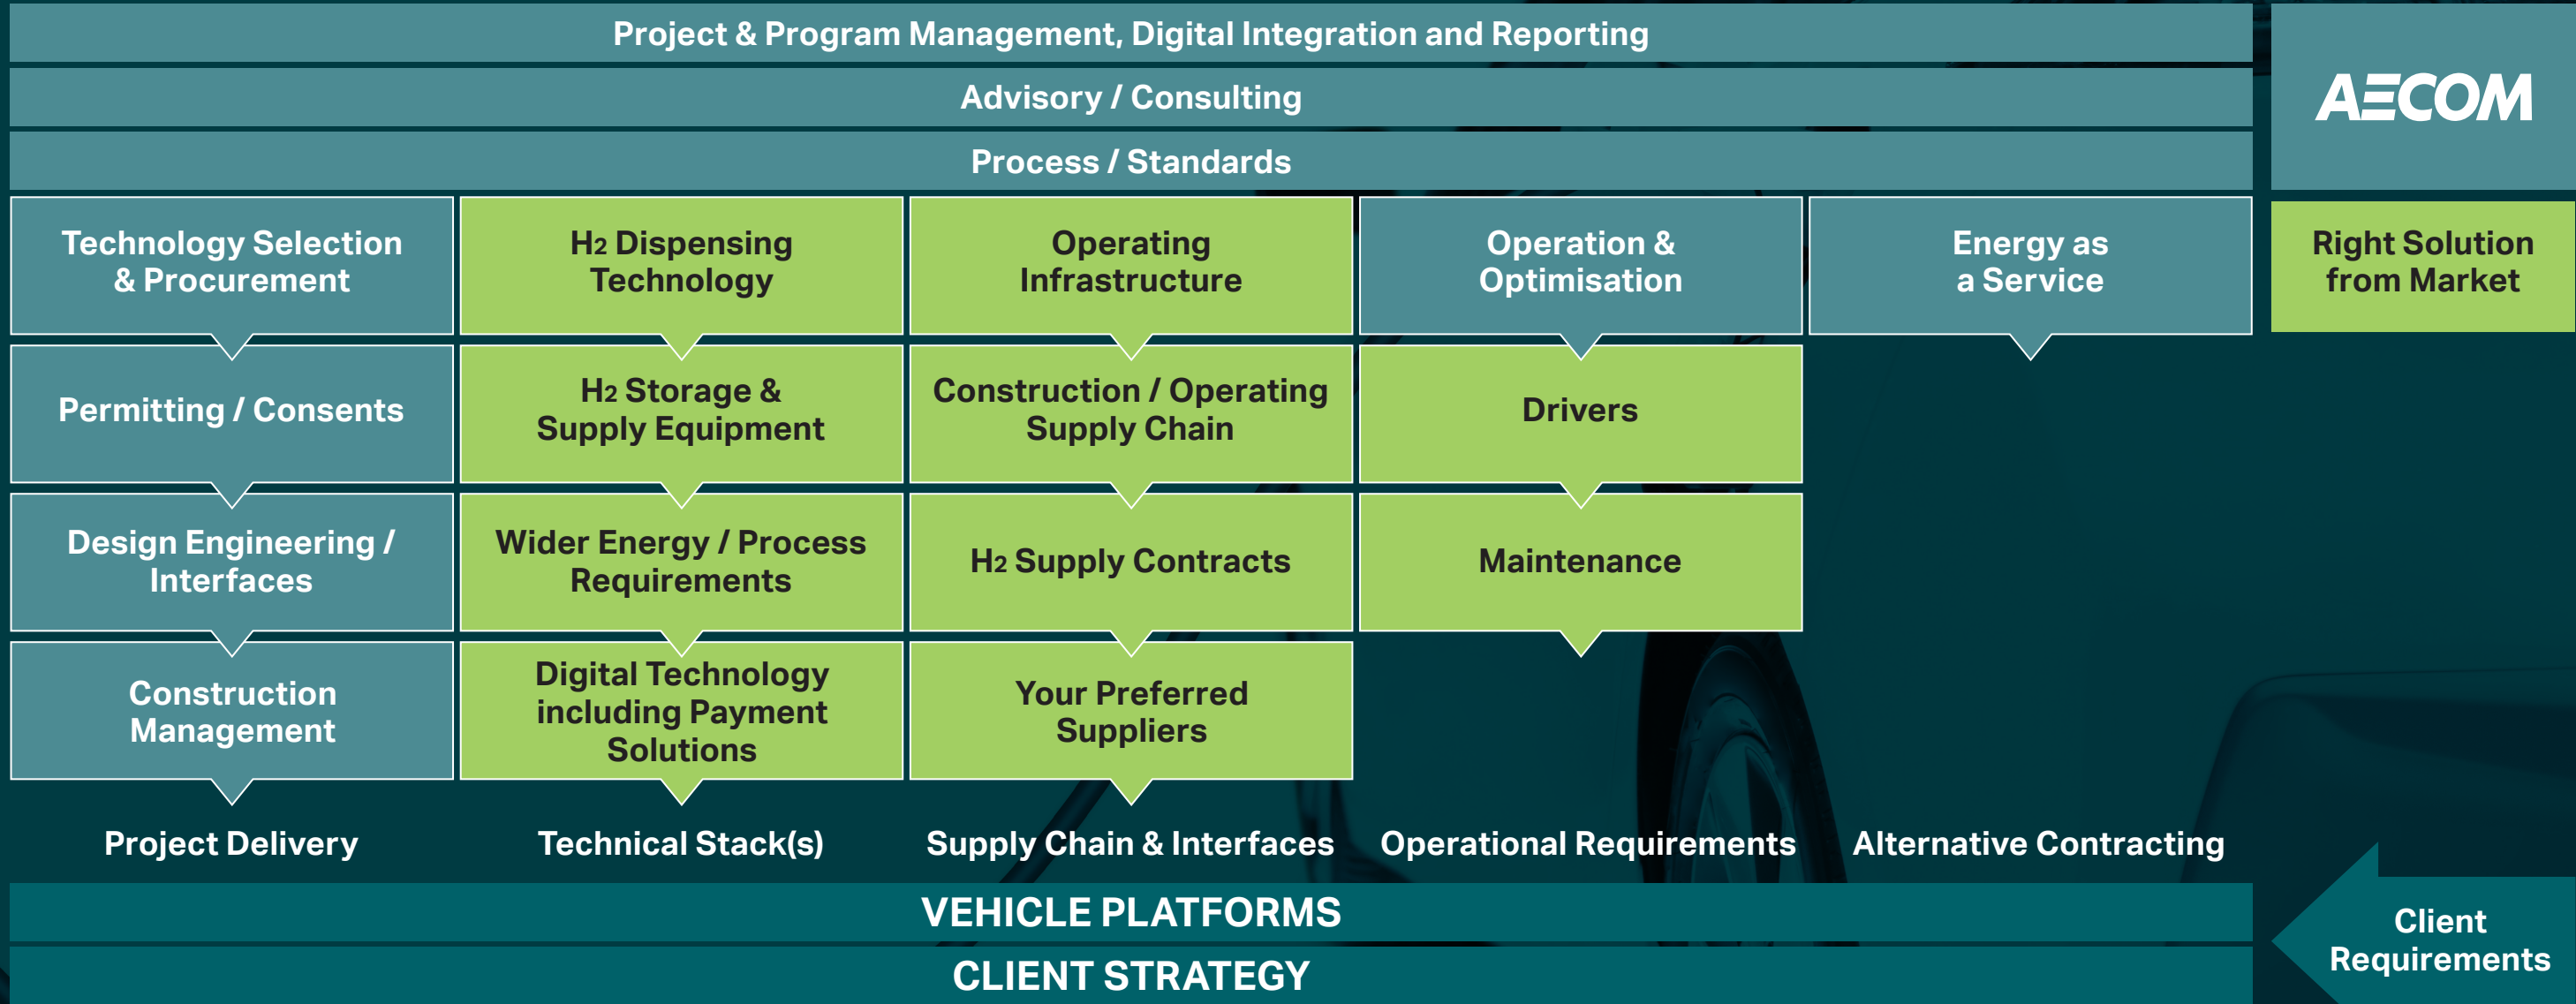 Project & Program Management, Digital Integration and Reporting
Advisory / Consulting
Process / Standards
AECOM
Technology Selection
& Procurement
H2 Dispensing
Technology
Operating
Infrastructure
Operation &
Optimisation
Energy as
a Service
Right Solution
from Market
Permitting / Consents
H2 Storage &
Supply Equipment
Construction / Operating
Supply Chain
Drivers
Design Engineering /
Interfaces
Wider Energy / Process
Requirements
H2 Supply Contracts
Maintenance
Construction
Management
Digital Technology
including Payment
Solutions
Your Preferred
Suppliers
Project Delivery
Technical Stack(s)
Supply Chain & Interfaces
Operational Requirements
Alternative Contracting
VEHICLE PLATFORMS
CLIENT STRATEGY
Client
Requirements